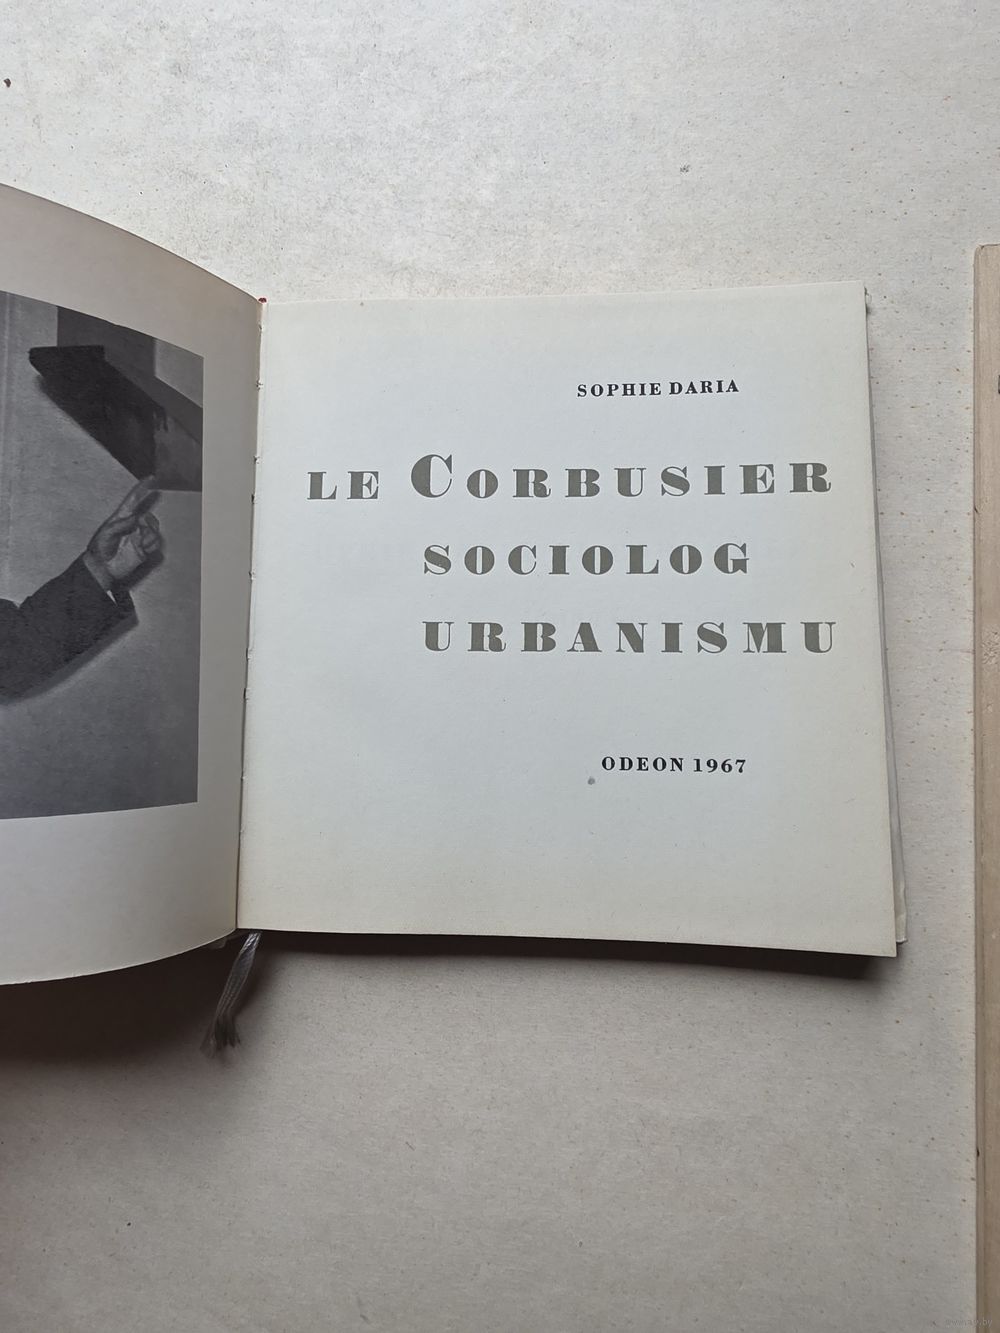 SOPHIE DARIA
LE CORBUSIER
SOCIOLOG
URBANISMU
ODEON 1967